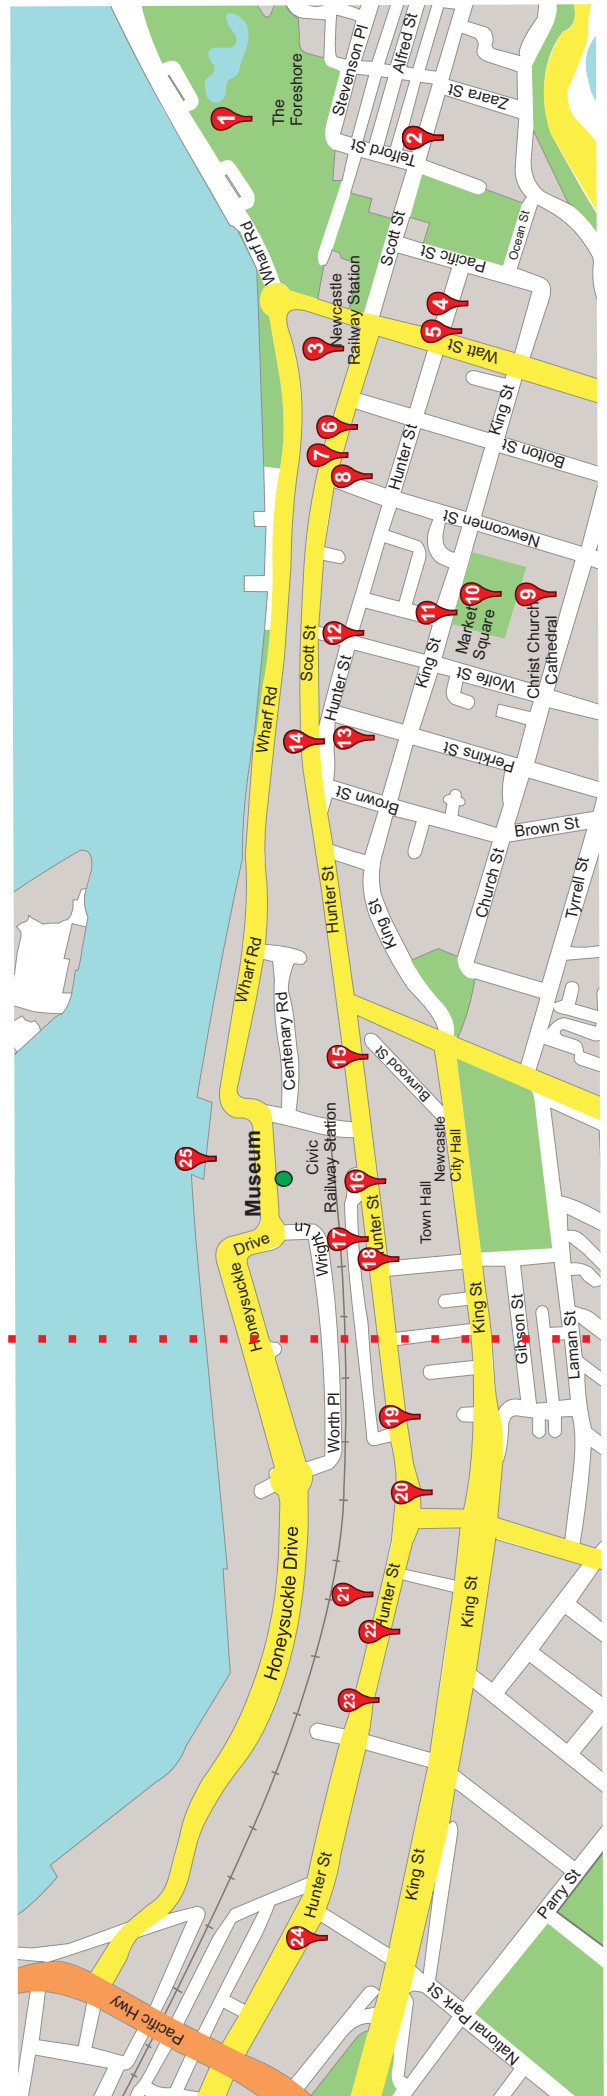 1
The
Foreshore
Stevenson Pl
Alfred St
Zaara St
2
Telford St
Wharf Rd
Scott St
Pacific St
Ocean St
3
Newcastle
Railway Station
4
5
Watt St
6
7
8
Hunter St
King St
Bolton St
Newcomen St
9
10
11
Market
Square
Christ Church
Cathedral
12
Scott St
Hunter St
King St
Wolfe St
Wharf Rd
14
13
Perkins St
Brown St
Brown St
Hunter St
King St
Church St
Tyrrell St
Wharf Rd
Centenary Rd
15
Burwood St
25
Museum
Civic
Railway Station
16
Town Hall
Newcastle
City Hall
Honeysuckle
Drive
Wright Ln
17
18
Hunter St
King St
Gibson St
Laman St
Worth Pl
19
20
Honeysuckle Drive
21
22
Hunter St
King St
23
Hunter St
King St
24
Parry St
National Park St
Pacific Hwy